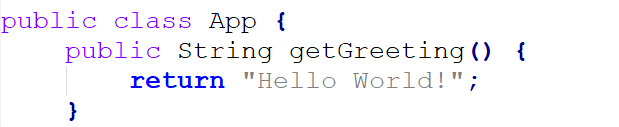 public class App {
    public String getGreeting() {
        return "Hello World!";
    }